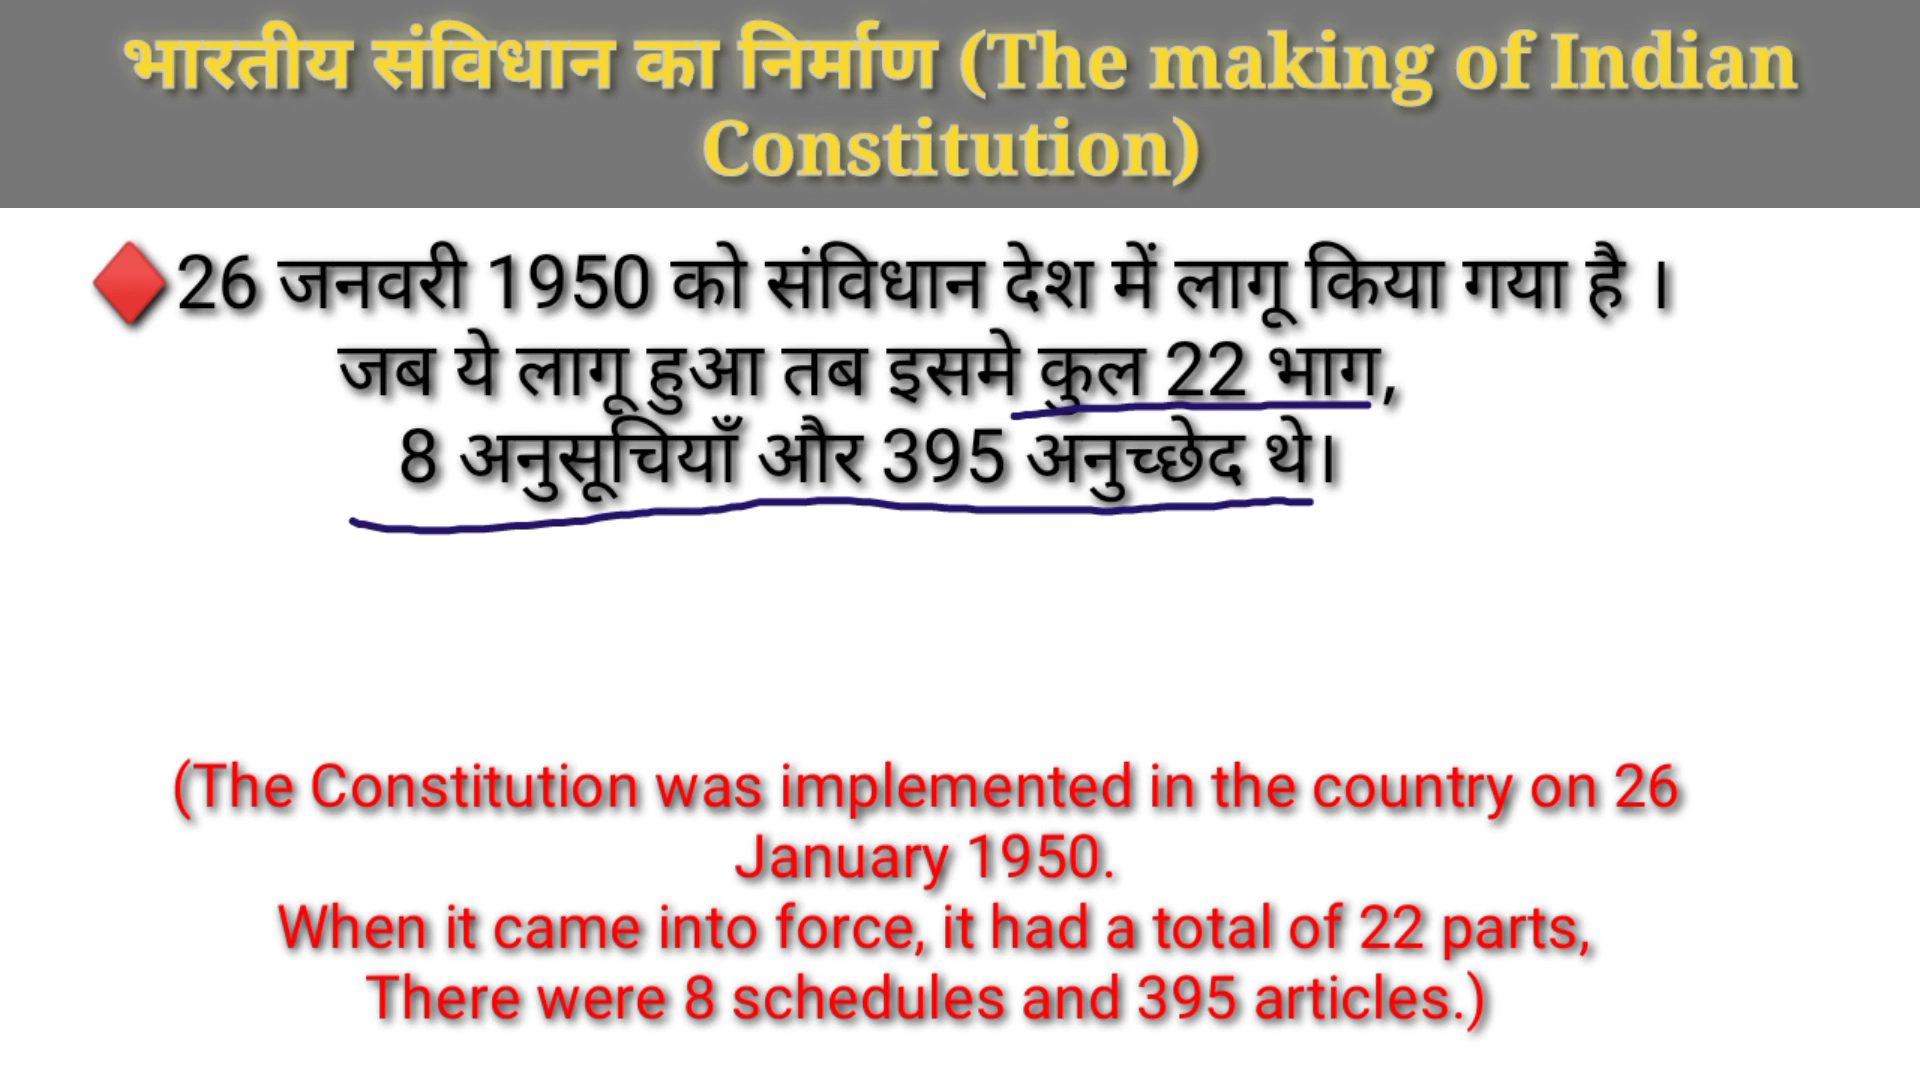 भारतीय संविधान का निर्माण (The making of Indian
Constitution)
26 जनवरी 1950 को संविधान देश में लागू किया गया है ।
जब ये लागू हुआ तब इसमे कुल 22 भाग,
8 अनुसूचियाँ और 395 अनुच्छेद थे।
(The Constitution was implemented in the country on 26
January 1950.
When it came into force, it had a total of 22 parts,
There were 8 schedules and 395 articles.)